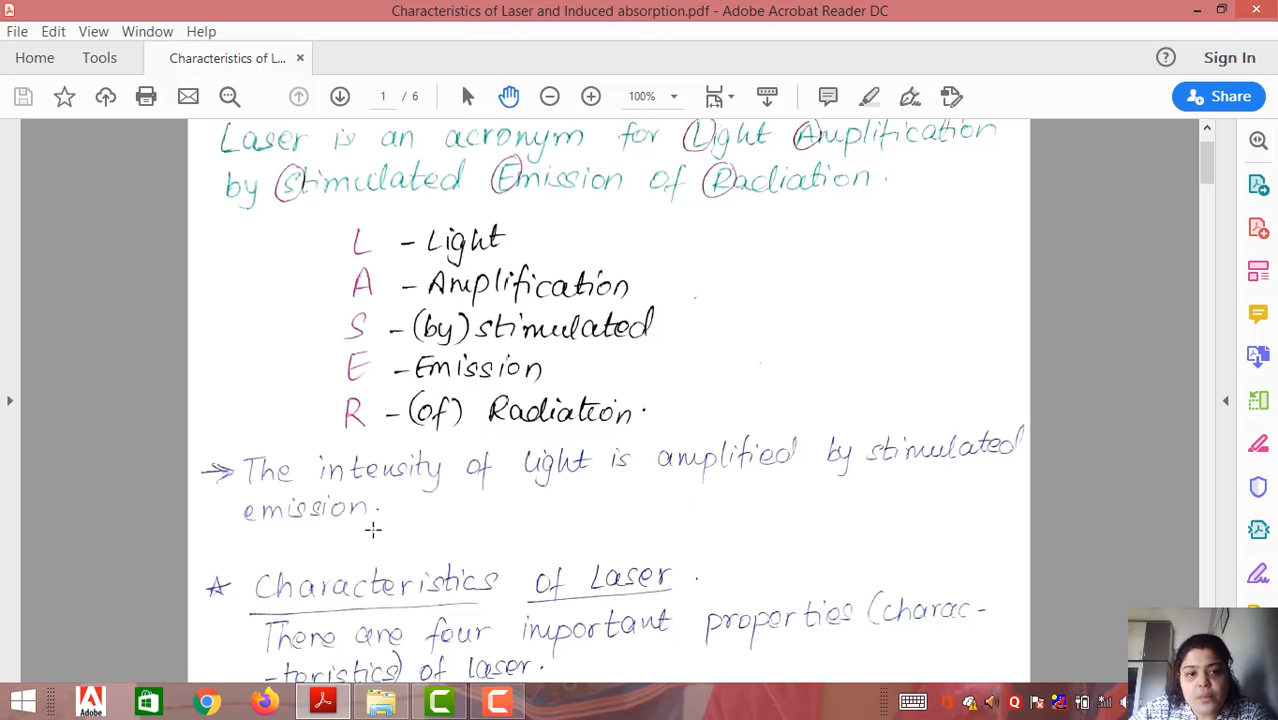 Characteristics of Laser and Induced absorption.pdf - Adobe Acrobat Reader DC
File Edit View Window Help
Home Tools Characteristics of L... × Sign In
1 / 6 100% Share
Laser is an acronym for Light Amplification
by Stimulated Emission of Radiation.
L - Light
A - Amplification
S - (by) stimulated
E - Emission
R - (of) Radiation.
The intensity of light is amplified by stimulated
emission.
Characteristics of Laser.
There are four important properties (charac-
-teristics) of laser.
Adobe